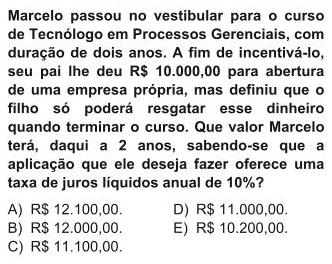 Marcelo passou no vestibular para o curso
de Tecnólogo em Processos Gerenciais, com
duração de dois anos. A fim de incentivá-lo,
seu pai lhe deu R$ 10.000,00 para abertura
de uma empresa própria, mas definiu que o
filho só poderá resgatar esse dinheiro
quando terminar o curso. Que valor Marcelo
terá, daqui a 2 anos, sabendo-se que a
aplicação que ele deseja fazer oferece uma
taxa de juros líquidos anual de 10%?
A) R$ 12.100,00. D) R$ 11.000,00.
B) R$ 12.000,00. E) R$ 10.200,00.
C) R$ 11.100,00.